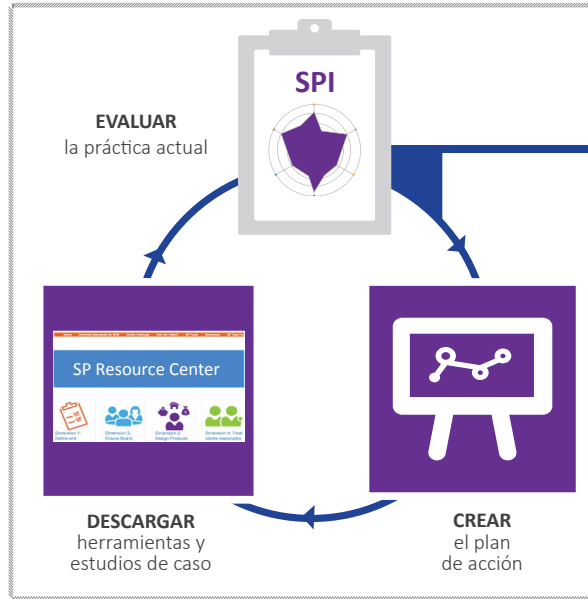 SPI
EVALUAR
la práctica actual
SP Resource Center
Dimension 1:
Define and
Dimension 2:
Ensure Board,
Dimension 3:
Design Products
Dimension 4: Treat
clients responsibly
DESCARGAR
herramientas y
estudios de caso
CREAR
el plan
de acción